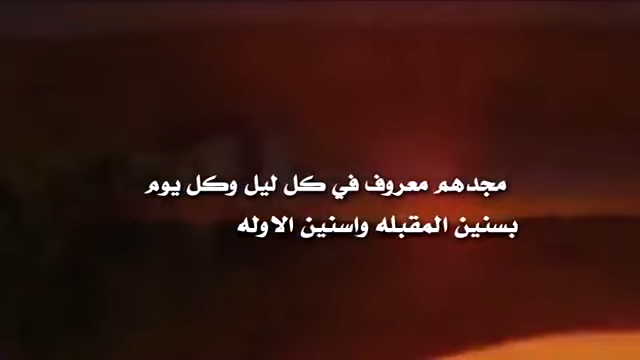 مجدهم معروف في كل ليل وكل يوم
بسنين المقبله واسنين الاوله